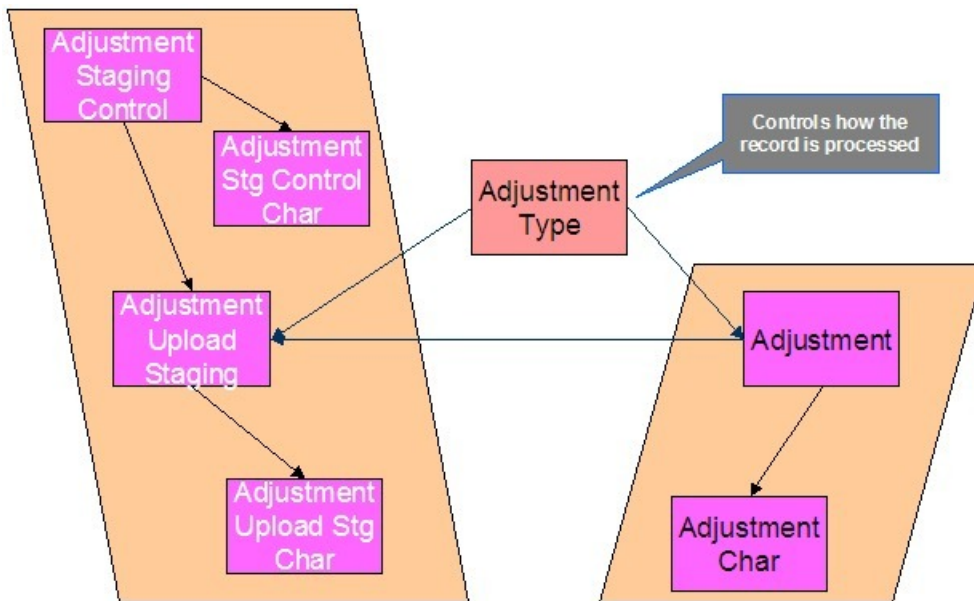 Adjustment
Staging
Control
Adjustment
Stg Control
Char
Controls how the
record is processed
Adjustment
Type
Adjustment
Upload
Staging
Adjustment
Adjustment
Upload Stg
Char
Adjustment
Char